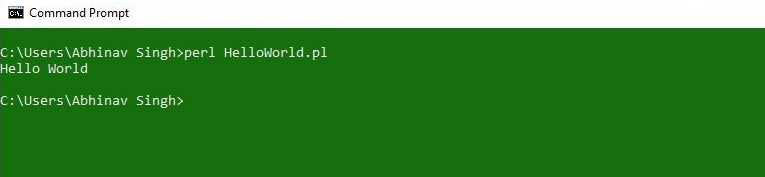 Command Prompt
C:\Users\Abhinav Singh>perl HelloWorld.pl
Hello World
C:\Users\Abhinav Singh>